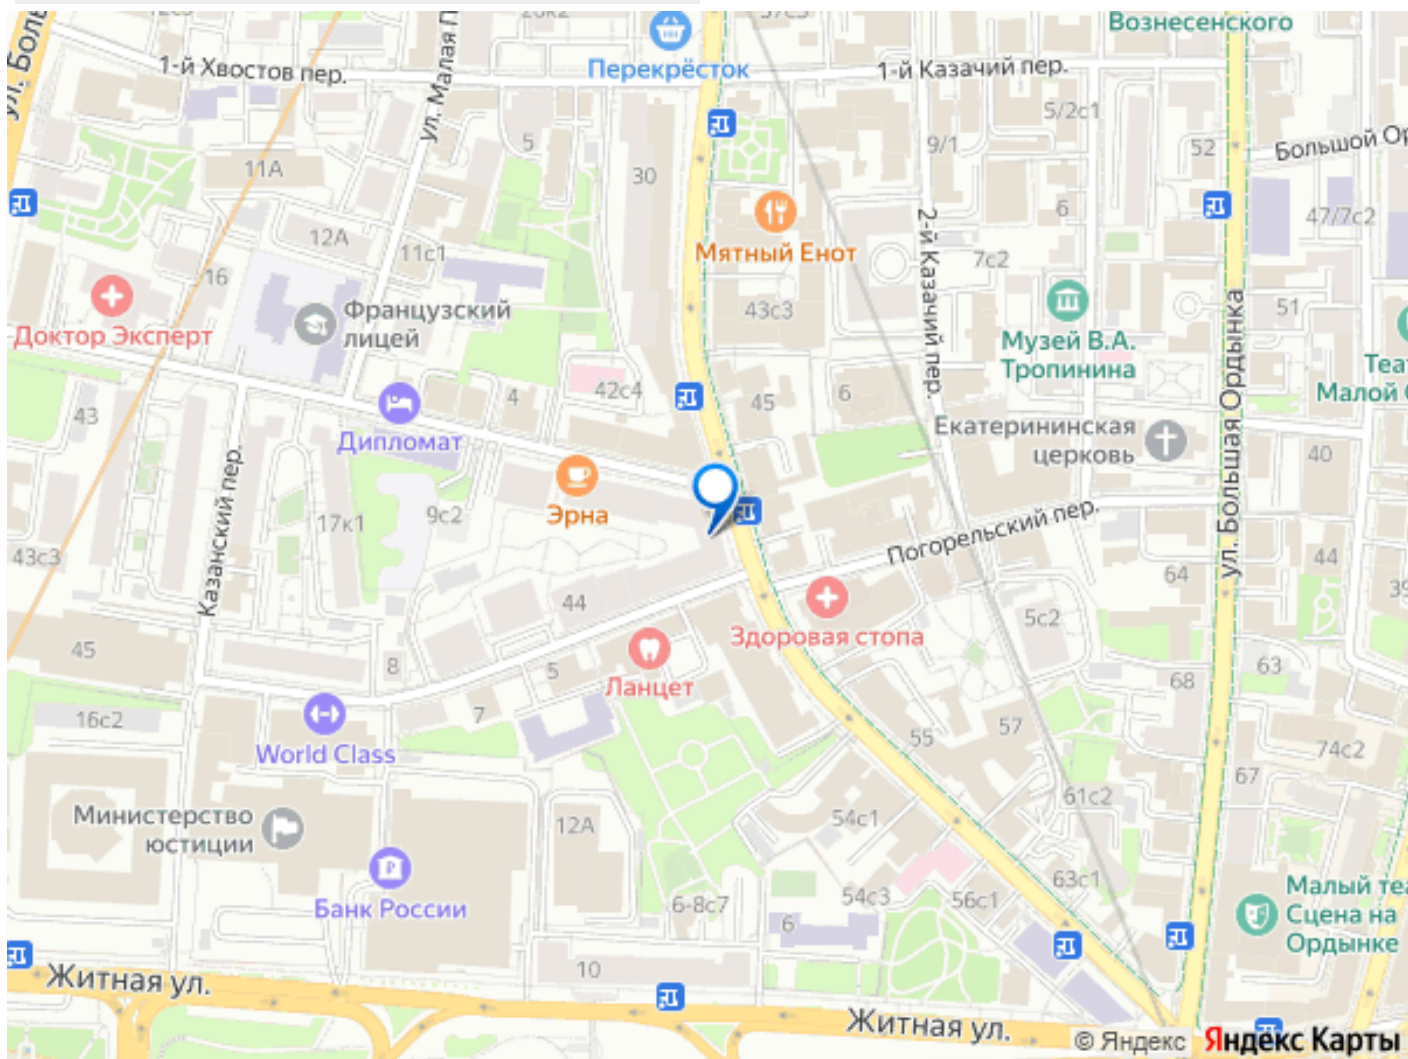 57с3
Вознесенского
Перекрёсток
1-й Хвостов пер.
1-й Казачий пер.
ул. Малая П
5
30
5/2с1
9/1
52
Большой Ор
11А
12А
11с1
16
6
47/7с2
Мятный Енот
7с2
2-й Казачий пер.
43с3
51
Французский
лицей
Доктор Эксперт
Музей В.А.
Тропинина
ул. Большая Ордынка
Теа
Малой О
42с4
4
45
6
43
Дипломат
Екатерининская
церковь
40
Казанский пер.
17к1
9с2
Эрна
Погорельский пер.
43с3
44
64
44
39
Здоровая стопа
5с2
45
8
5
Ланцет
63
68
16с2
7
World Class
55
57
74с2
67
61с2
Министерство
юстиции
12А
54с1
Банк России
6-8с7
6
54с3
56с1
63с1
Малый теа
Сцена на
Ордынке
10
Житная ул.
Житная ул.
© Яндекс Яндекс Карты